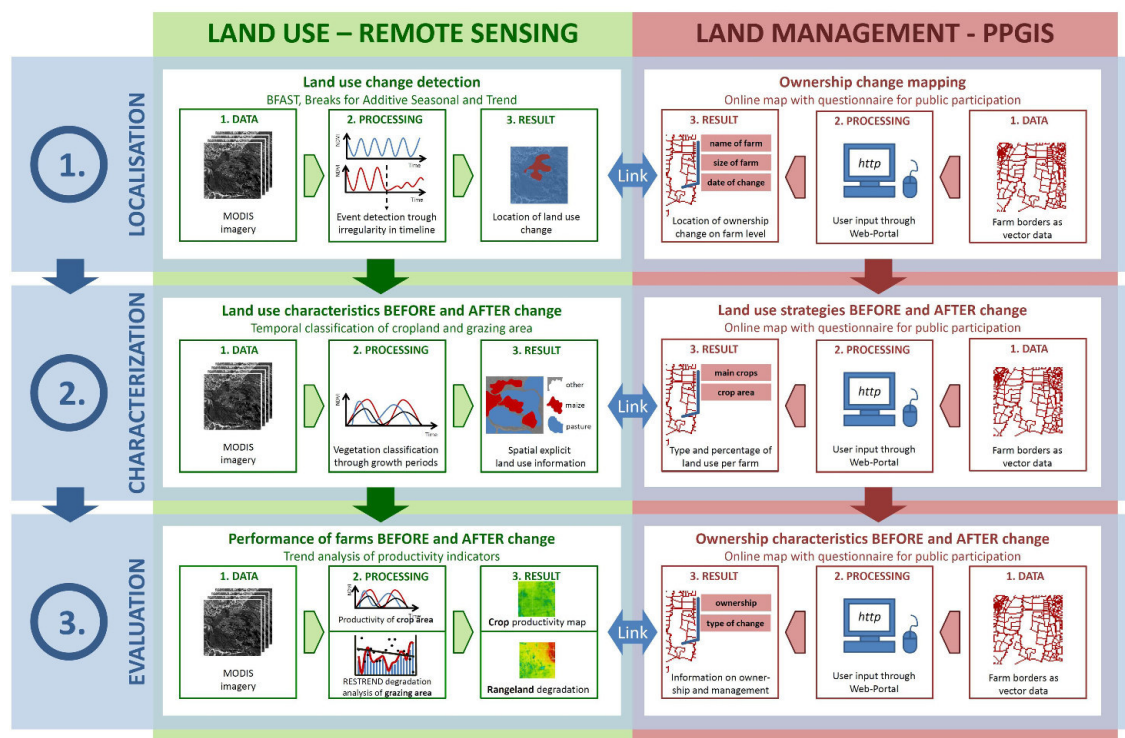 LAND USE – REMOTE SENSING
LAND MANAGEMENT - PPGIS
1.
LOCALISATION
Land use change detection
BFAST, Breaks for Additive Seasonal and Trend
1. DATA
MODIS
imagery
2. PROCESSING
NDVI
Time
NDVI
Time
Event detection trough
irregularity in timeline
3. RESULT
Location of land use
change
Link
Ownership change mapping
Online map with questionnaire for public participation
3. RESULT
name of farm
size of farm
date of change
Location of ownership
change on farm level
2. PROCESSING
http
User input through
Web-Portal
1. DATA
Farm borders as
vector data
2.
CHARACTERIZATION
Land use characteristics BEFORE and AFTER change
Temporal classification of cropland and grazing area
1. DATA
MODIS
imagery
2. PROCESSING
NDVI
Time
Vegetation classification
through growth periods
3. RESULT
other
maize
pasture
Spatial explicit
land use information
Link
Land use strategies BEFORE and AFTER change
Online map with questionnaire for public participation
3. RESULT
main crops
crop area
Type and percentage of
land use per farm
2. PROCESSING
http
User input through
Web-Portal
1. DATA
Farm borders as
vector data
3.
EVALUATION
Performance of farms BEFORE and AFTER change
Trend analysis of productivity indicators
1. DATA
MODIS
imagery
2. PROCESSING
NDVI
Time
Productivity of crop area
RESTREND degradation
analysis of grazing area
3. RESULT
Crop productivity map
Rangeland degradation
Link
Ownership characteristics BEFORE and AFTER change
Online map with questionnaire for public participation
3. RESULT
ownership
type of change
Information on owner-
ship and management
2. PROCESSING
http
User input through
Web-Portal
1. DATA
Farm borders as
vector data